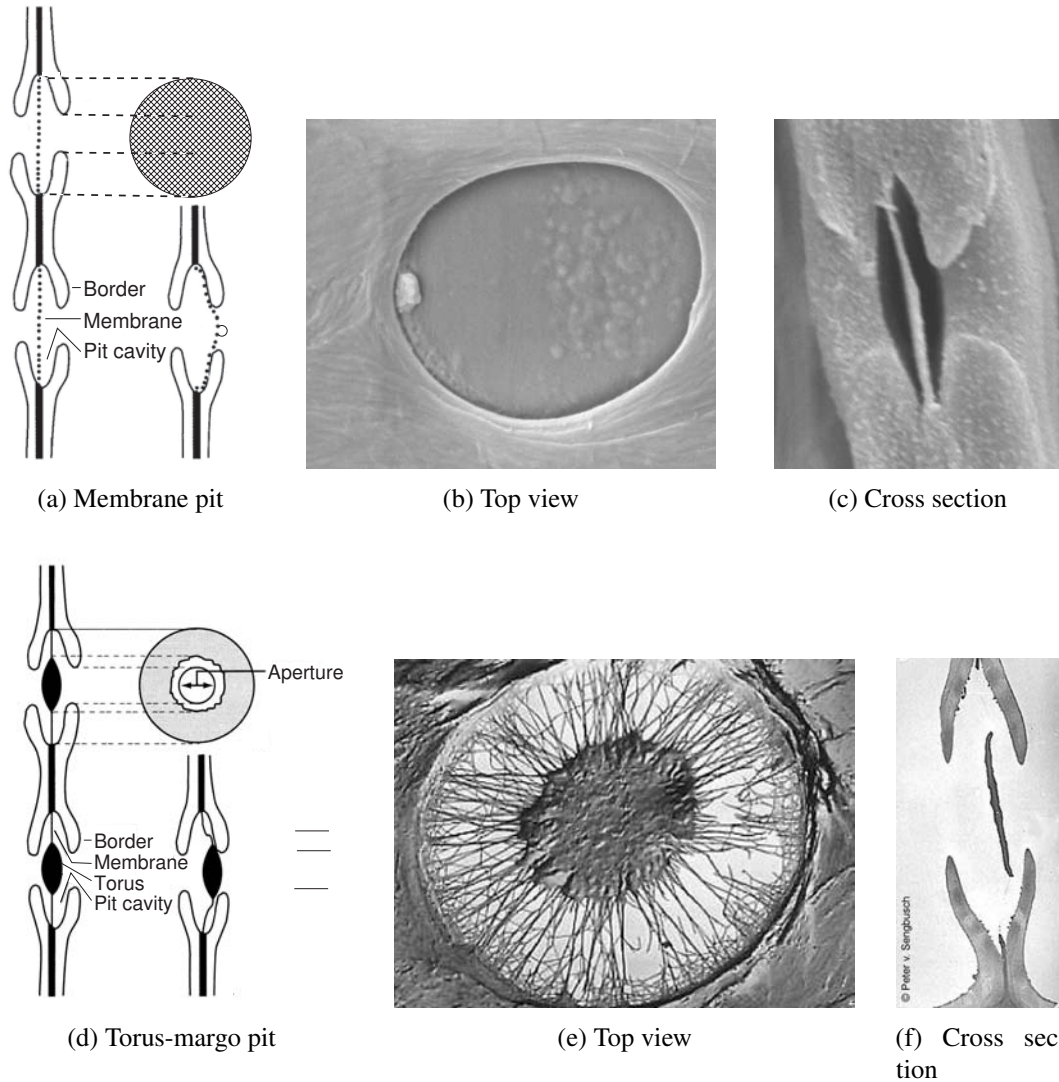 Border
Membrane
Pit cavity
(a) Membrane pit
(b) Top view
(c) Cross section
Aperture
Border
Membrane
Torus
Pit cavity
© Peter v. Sengbusch
(d) Torus-margo pit
(e) Top view
(f) Cross sec
tion